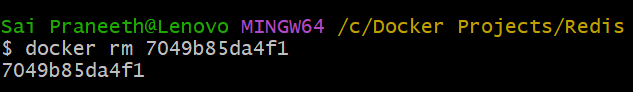 Sai Praneeth@Lenovo MINGW64 /c/Docker Projects/Redis
$ docker rm 7049b85da4f1
7049b85da4f1